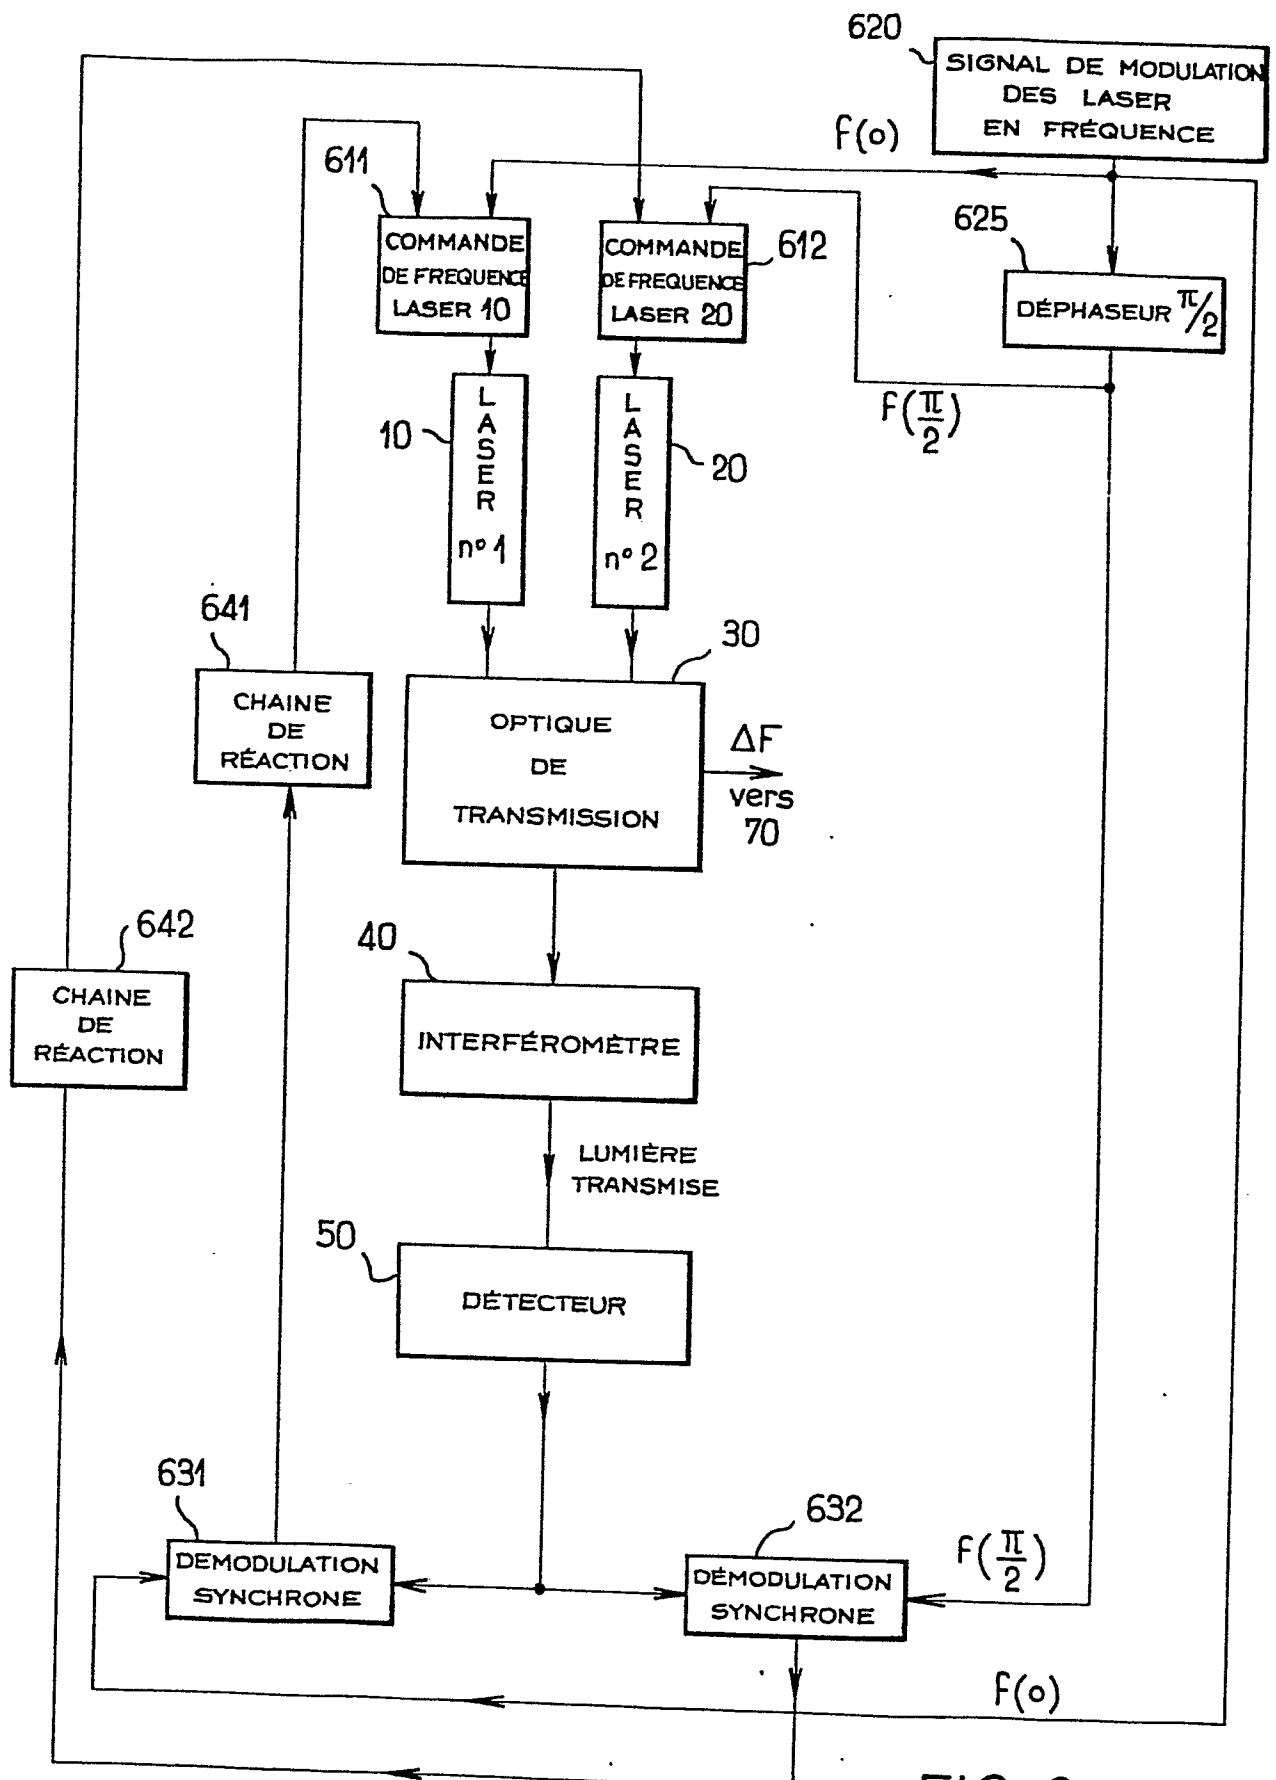 620
SIGNAL DE MODULATION
DES LASER
EN FRÉQUENCE
f(o)
611
625
COMMANDE
DE FREQUENCE
LASER 10
COMMANDE
DE FREQUENCE
LASER 20
612
DÉPHASEUR π/2
f(π/2)
10
LASER
n° 1
LASER
n° 2
20
641
30
CHAINE
DE
RÉACTION
OPTIQUE
DE
TRANSMISSION
ΔF
vers
70
642
40
CHAINE
DE
RÉACTION
INTERFÉROMÈTRE
LUMIÈRE
TRANSMISE
50
DÉTECTEUR
631
632
DEMODULATION
SYNCHRONE
DÉMODULATION
SYNCHRONE
f(π/2)
f(o)